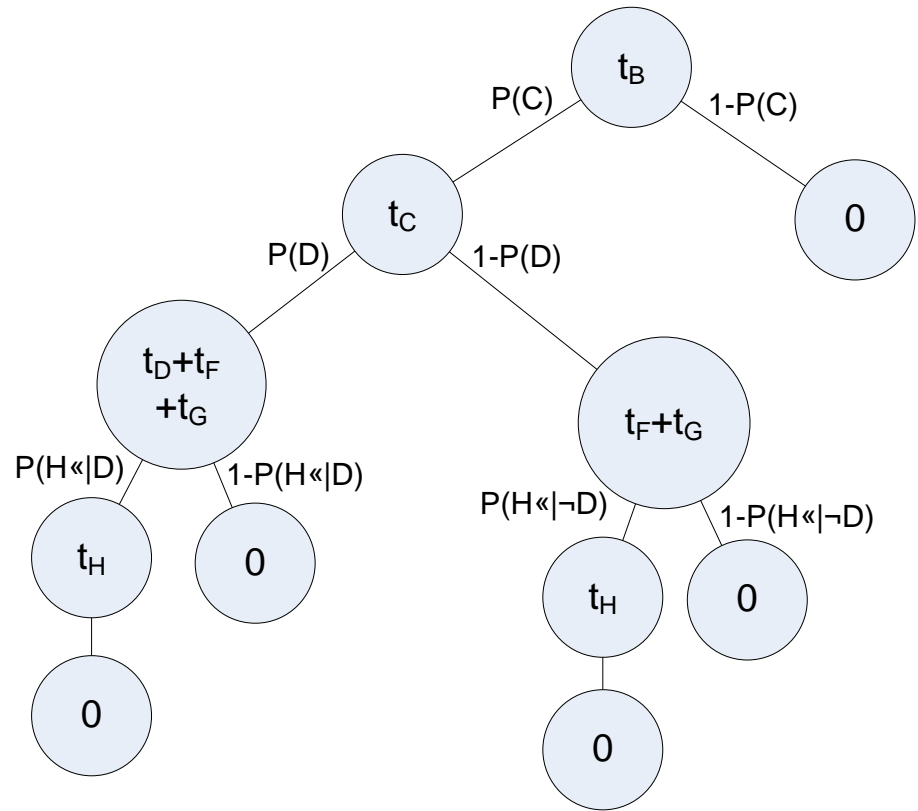 t_B
P(C)
1-P(C)
t_C
0
P(D)
1-P(D)
t_D+t_F
+t_G
t_F+t_G
P(H«|D)
1-P(H«|D)
P(H«|¬D)
1-P(H«|¬D)
t_H
0
t_H
0
0
0